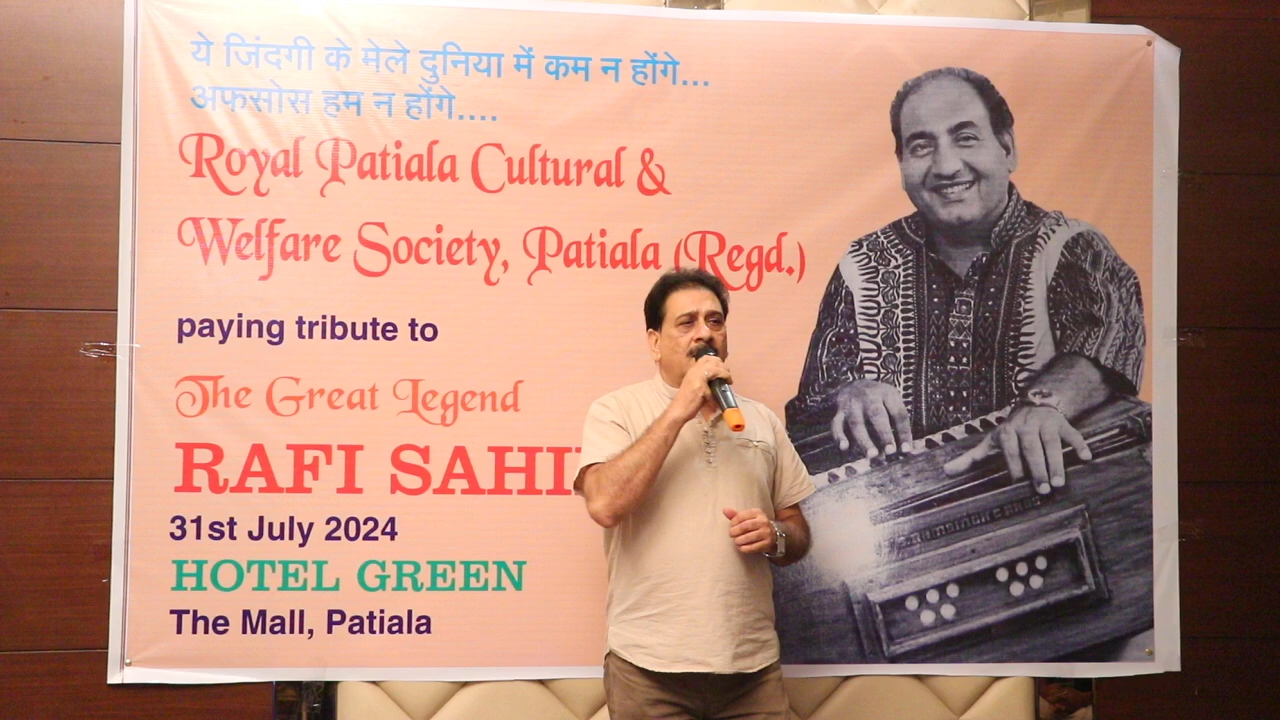 ये जिंदगी के मेले दुनिया में कम न होंगे...
अफसोस हम न होंगे....
Royal Patiala Cultural &
Welfare Society, Patiala (Regd.)
paying tribute to
The Great Legend
RAFI SAHI
31st July 2024
HOTEL GREEN
The Mall, Patiala